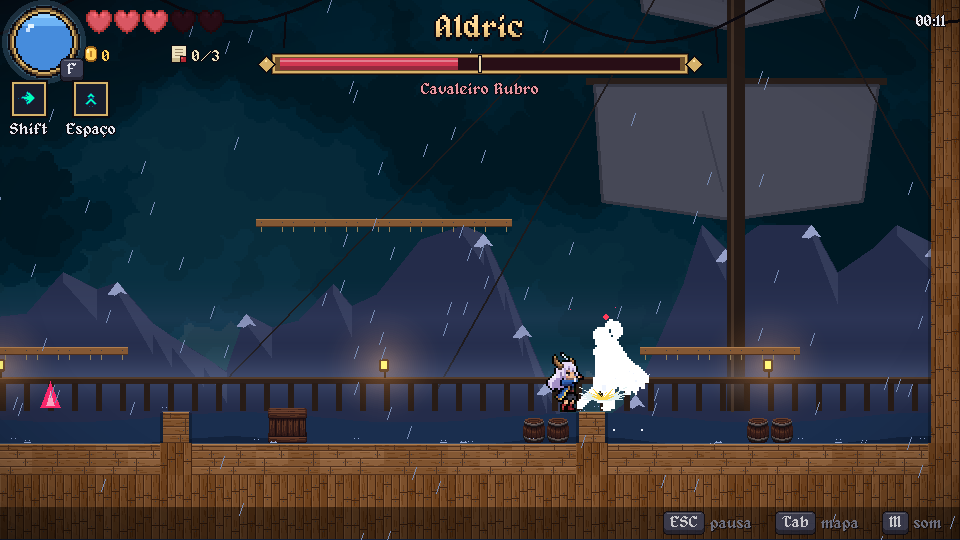 Aldric
00:11
F
0
0/3
Cavaleiro Rubro
Shift
Espaço
ESC pausa
Tab mapa
M som